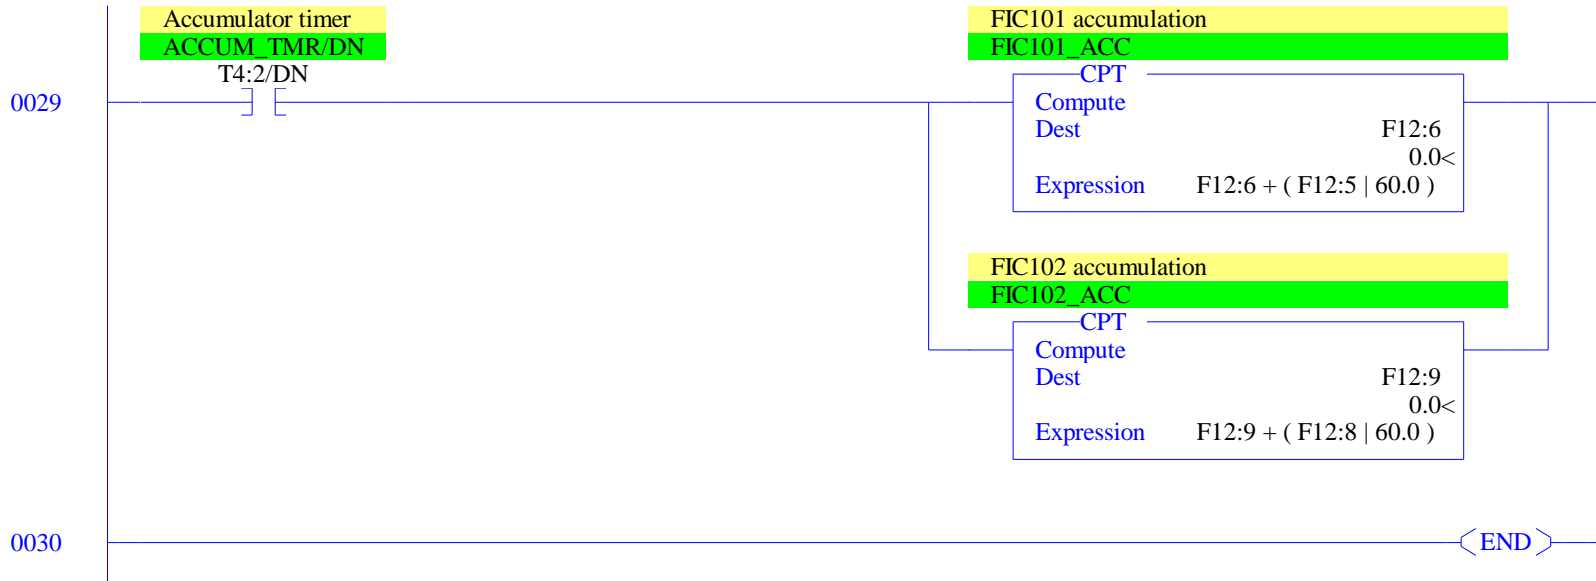 Accumulator timer
ACCUM_TMR/DN
T4:2/DN
0029
FIC101 accumulation
FIC101_ACC
CPT
Compute
Dest F12:6
0.0<
Expression F12:6 + ( F12:5 | 60.0 )
FIC102 accumulation
FIC102_ACC
CPT
Compute
Dest F12:9
0.0<
Expression F12:9 + ( F12:8 | 60.0 )
0030
END